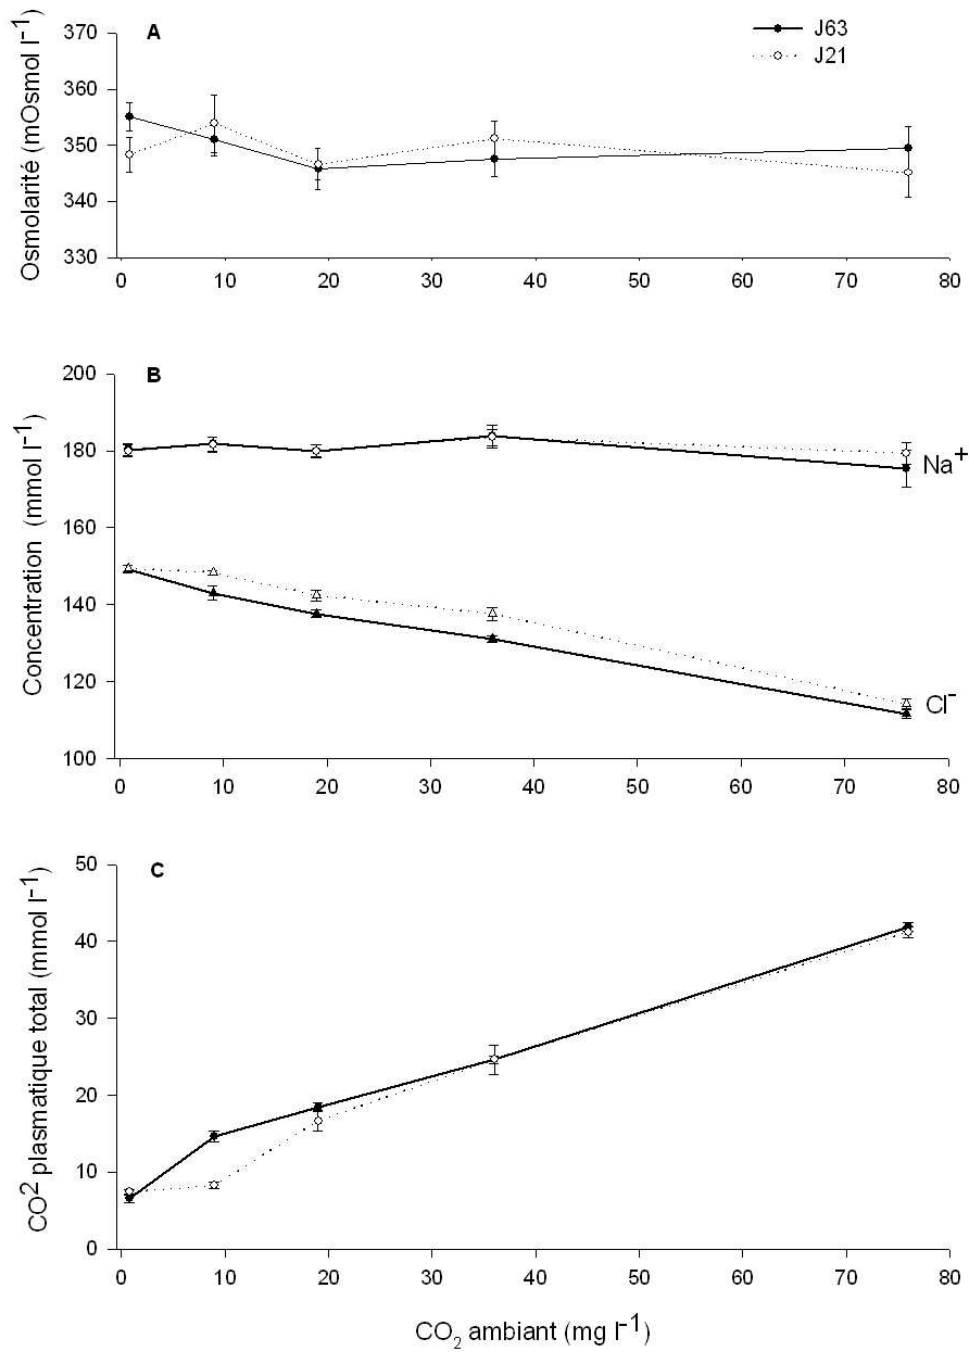 A
J63
J21
Osmolarité (mOsmol l⁻¹)
370
360
350
340
330
0 10 20 30 40 50 60 70 80
B
Concentration (mmol l⁻¹)
200
180
160
140
120
100
Na⁺
Cl⁻
0 10 20 30 40 50 60 70 80
C
CO² plasmatique total (mmol l⁻¹)
50
40
30
20
10
0
0 10 20 30 40 50 60 70 80
CO₂ ambiant (mg l⁻¹)